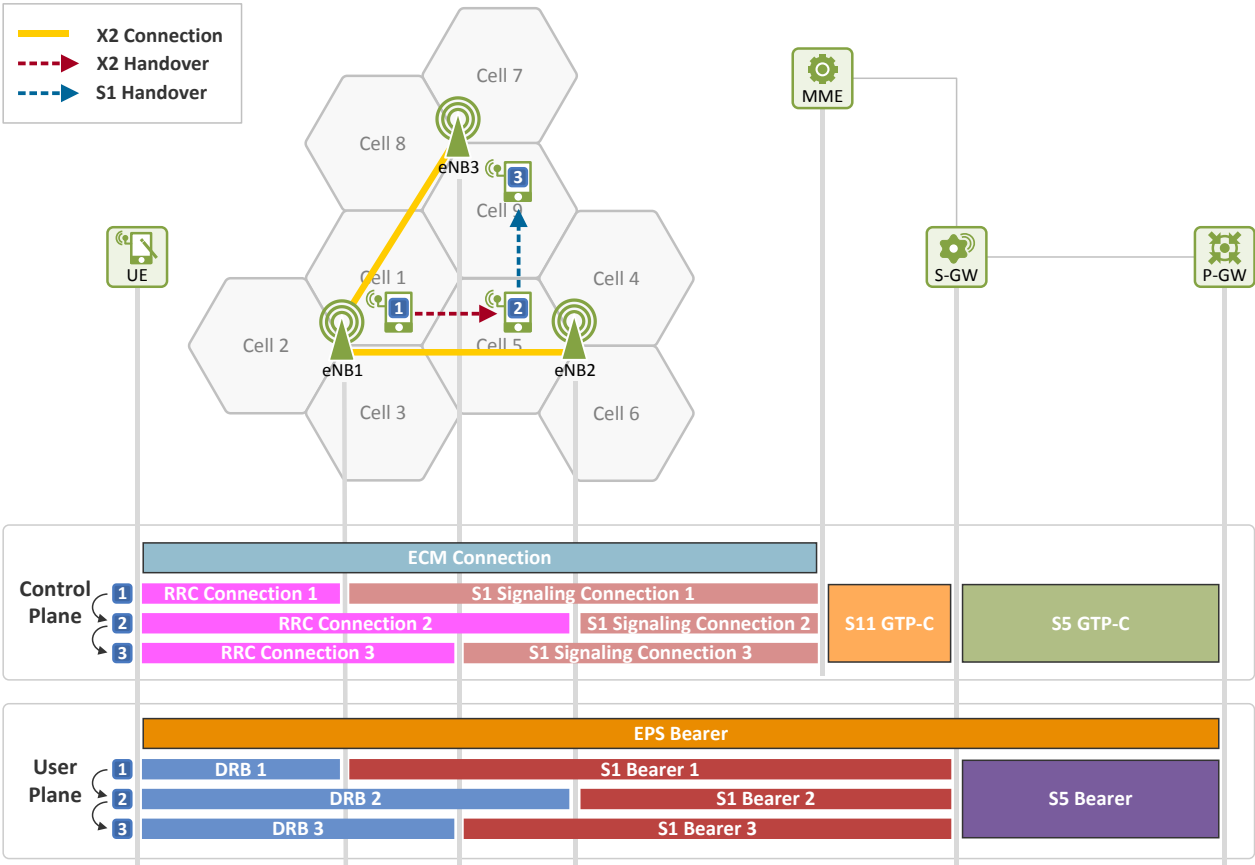 X2 Connection
X2 Handover
S1 Handover
Cell 7
MME
Cell 8
eNB3
3
Cell 9
UE
S-GW
P-GW
Cell 1
Cell 4
1
2
Cell 2
Cell 5
eNB1
eNB2
Cell 3
Cell 6
ECM Connection
Control
Plane
1
RRC Connection 1
S1 Signaling Connection 1
2
RRC Connection 2
S1 Signaling Connection 2
3
RRC Connection 3
S1 Signaling Connection 3
S11 GTP-C
S5 GTP-C
EPS Bearer
User
Plane
1
DRB 1
S1 Bearer 1
2
DRB 2
S1 Bearer 2
3
DRB 3
S1 Bearer 3
S5 Bearer